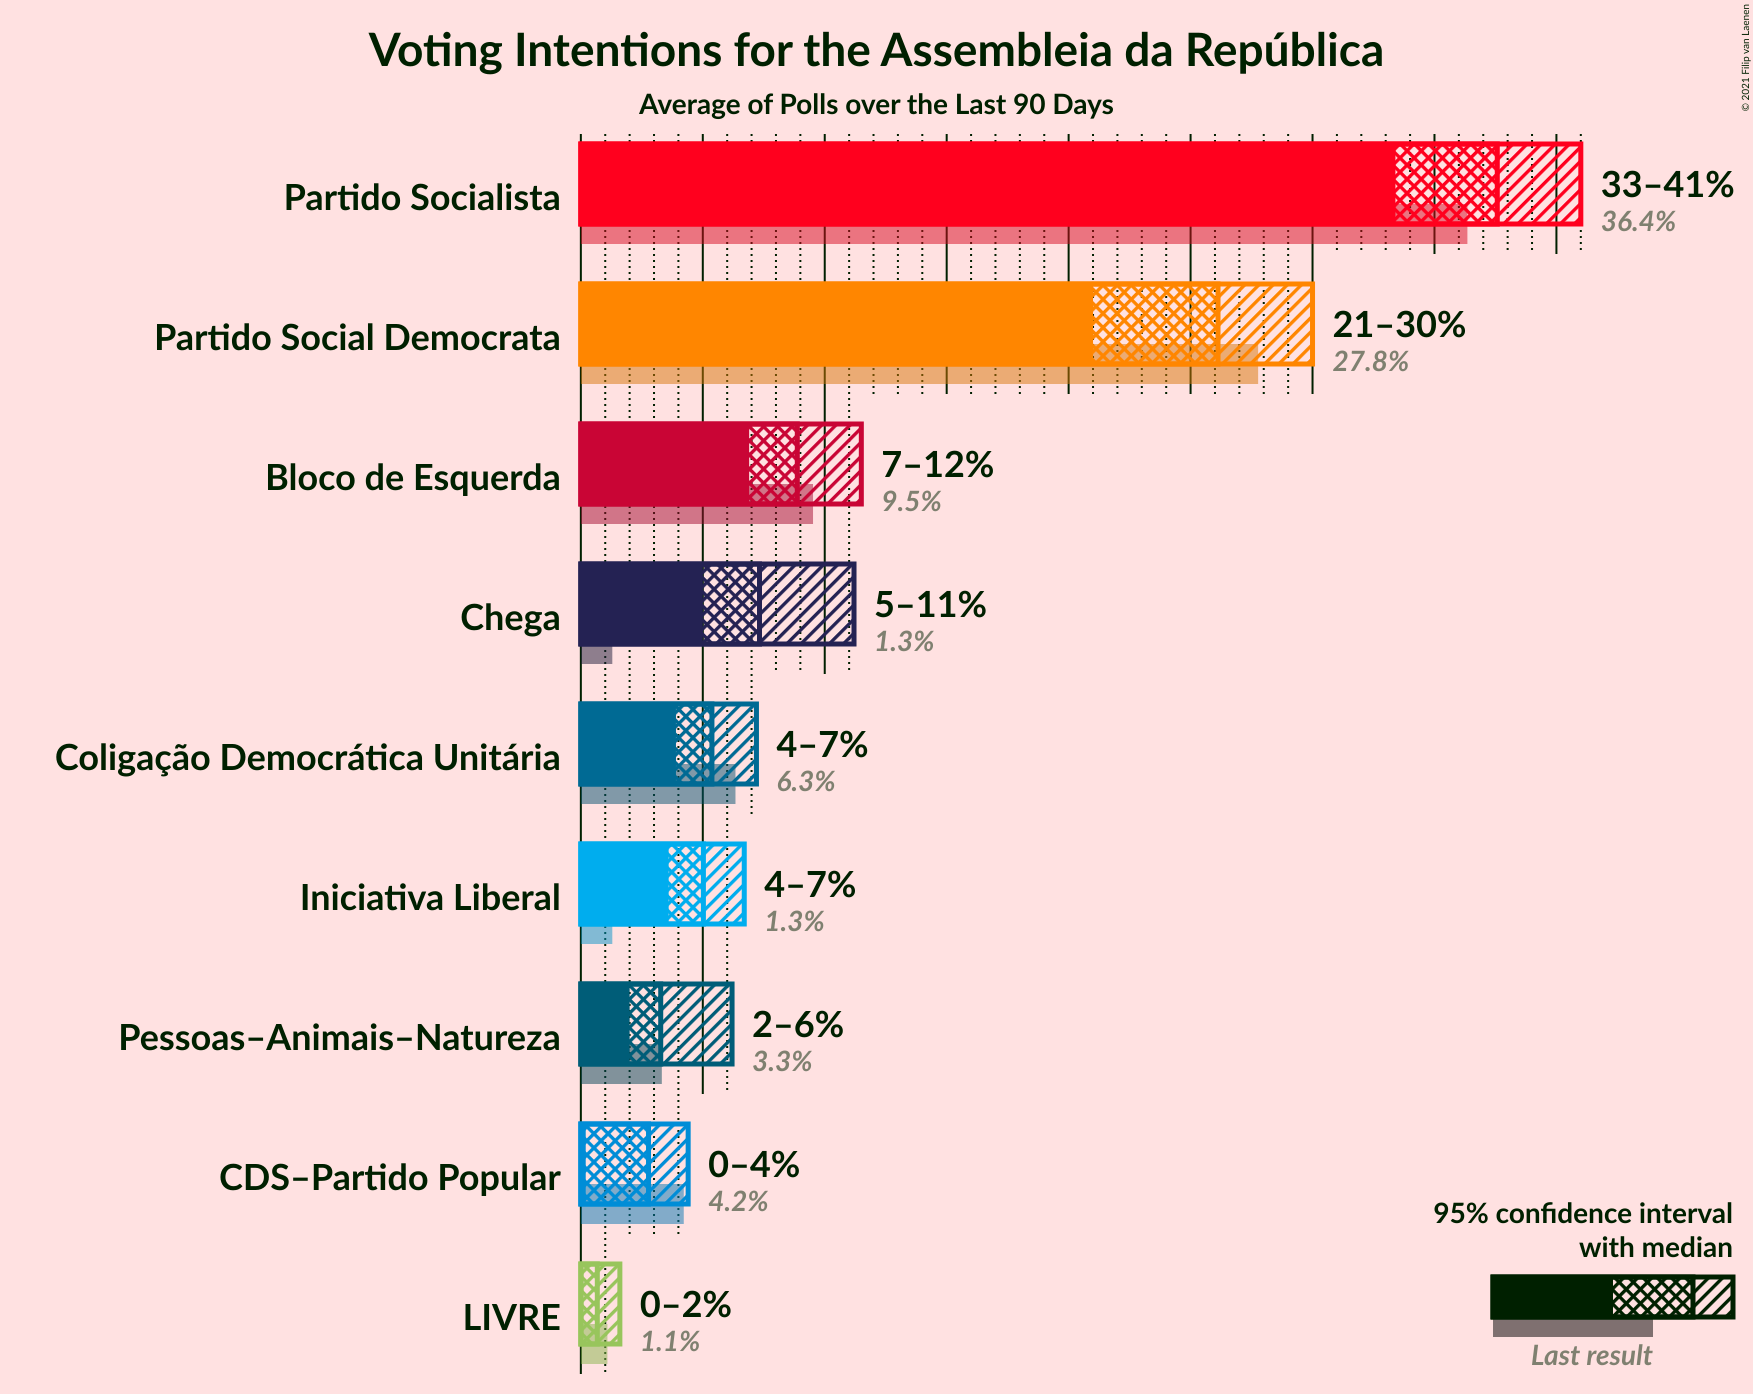 Voting Intentions for the Assembleia da República
Average of Polls over the Last 90 Days
© 2021 Filip van Laenen
Partido Socialista
33–41%
36.4%
Partido Social Democrata
21–30%
27.8%
Bloco de Esquerda
7–12%
9.5%
Chega
5–11%
1.3%
Coligação Democrática Unitária
4–7%
6.3%
Iniciativa Liberal
4–7%
1.3%
Pessoas–Animais–Natureza
2–6%
3.3%
CDS–Partido Popular
0–4%
4.2%
LIVRE
0–2%
1.1%
95% confidence interval
with median
Last result